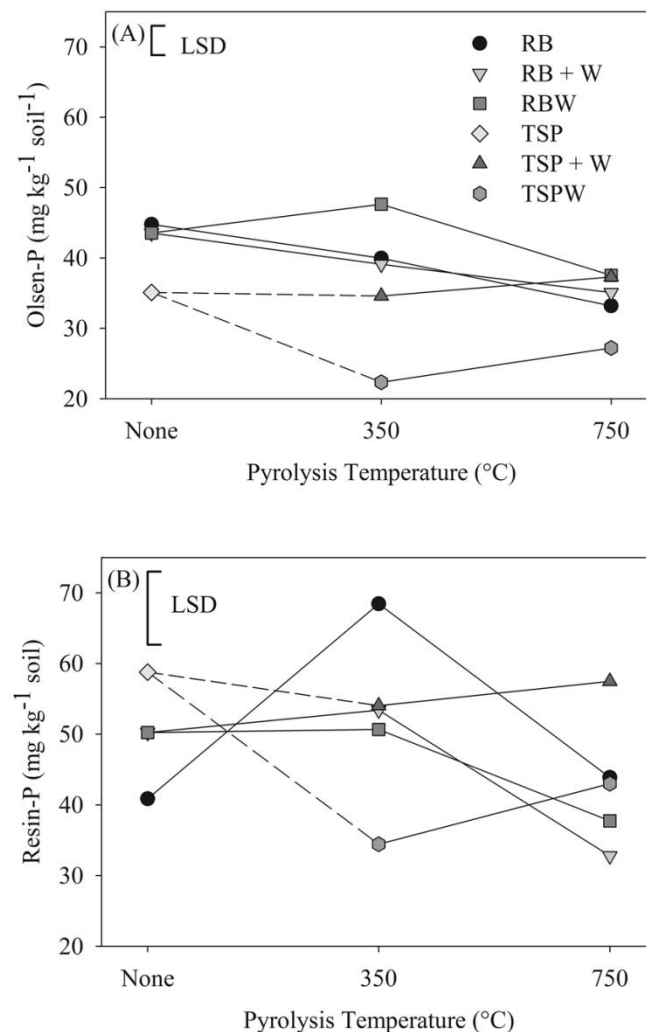 (A)
LSD
RB
RB + W
RBW
TSP
TSP + W
TSPW
70
60
50
40
30
20
Olsen-P (mg kg⁻¹ soil⁻¹)
None 350 750
Pyrolysis Temperature (°C)
(B)
LSD
70
60
50
40
30
20
Resin-P (mg kg⁻¹ soil)
None 350 750
Pyrolysis Temperature (°C)